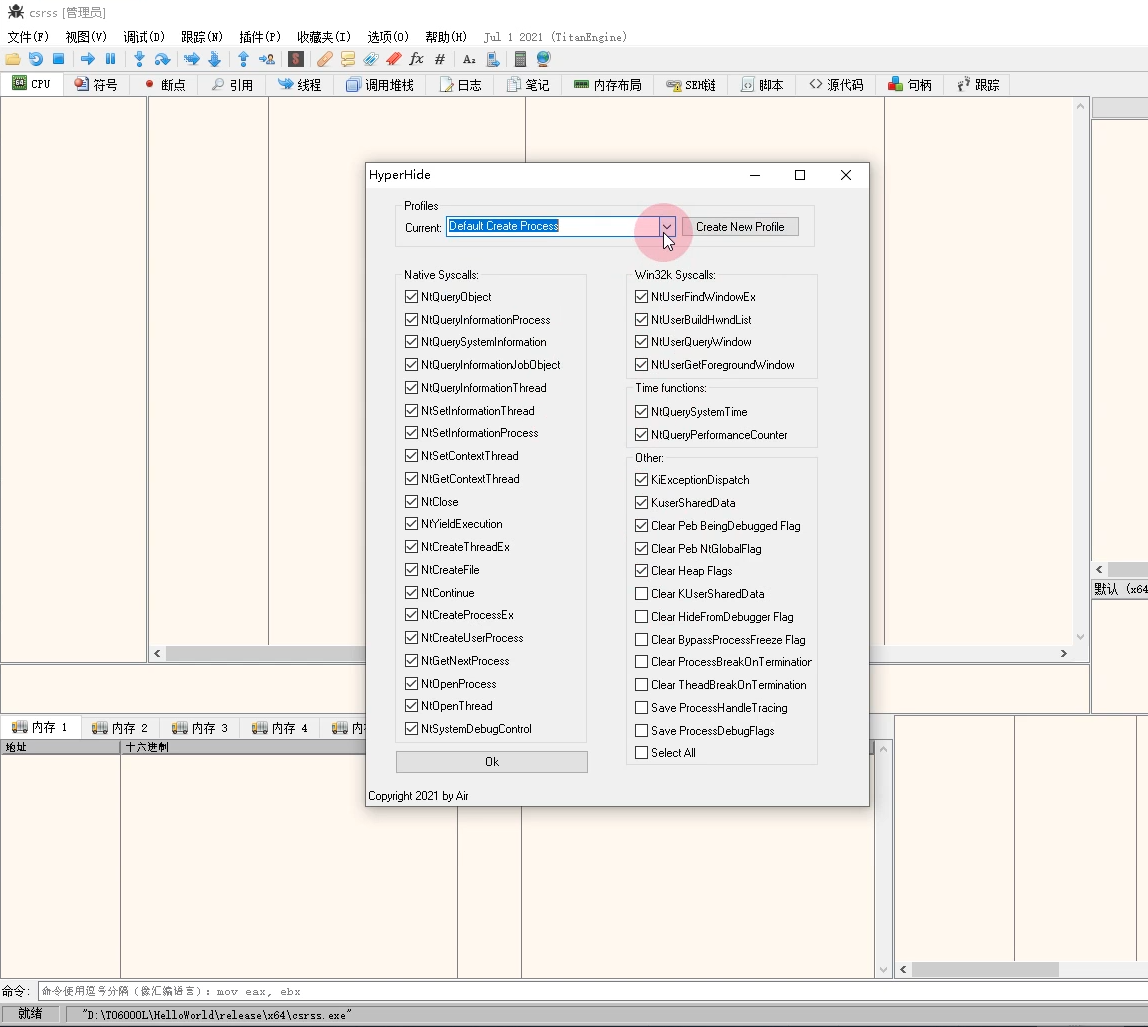 csrss [管理员]
文件(F) 视图(V) 调试(D) 跟踪(N) 插件(P) 收藏夹(I) 选项(O) 帮助(H) Jul 1 2021 (TitanEngine)
CPU 符号 断点 引用 线程 调用堆栈 日志 笔记 内存布局 SEH链 脚本 源代码 句柄 跟踪
HyperHide
Profiles
Current: Default Create Process Create New Profile
Native Syscalls:
NtQueryObject
NtQueryInformationProcess
NtQuerySystemInformation
NtQueryInformationJobObject
NtQueryInformationThread
NtSetInformationThread
NtSetInformationProcess
NtSetContextThread
NtGetContextThread
NtClose
NtYieldExecution
NtCreateThreadEx
NtCreateFile
NtContinue
NtCreateProcessEx
NtCreateUserProcess
NtGetNextProcess
NtOpenProcess
NtOpenThread
NtSystemDebugControl
Ok
Win32k Syscalls:
NtUserFindWindowEx
NtUserBuildHwndList
NtUserQueryWindow
NtUserGetForegroundWindow
Time functions:
NtQuerySystemTime
NtQueryPerformanceCounter
Other:
KiExceptionDispatch
KuserSharedData
Clear Peb BeingDebugged Flag
Clear Peb NtGlobalFlag
Clear Heap Flags
Clear KUserSharedData
Clear HideFromDebugger Flag
Clear BypassProcessFreeze Flag
Clear ProcessBreakOnTermination
Clear TheadBreakOnTermination
Save ProcessHandleTracing
Save ProcessDebugFlags
Select All
Copyright 2021 by Air
默认 (x64
内存 1 内存 2 内存 3 内存 4 内
地址 十六进制
命令: 命令使用逗号分隔（像汇编语言）: mov eax, ebx
就绪 "D:\TO6000L\HelloWorld\release\x64\csrss.exe"